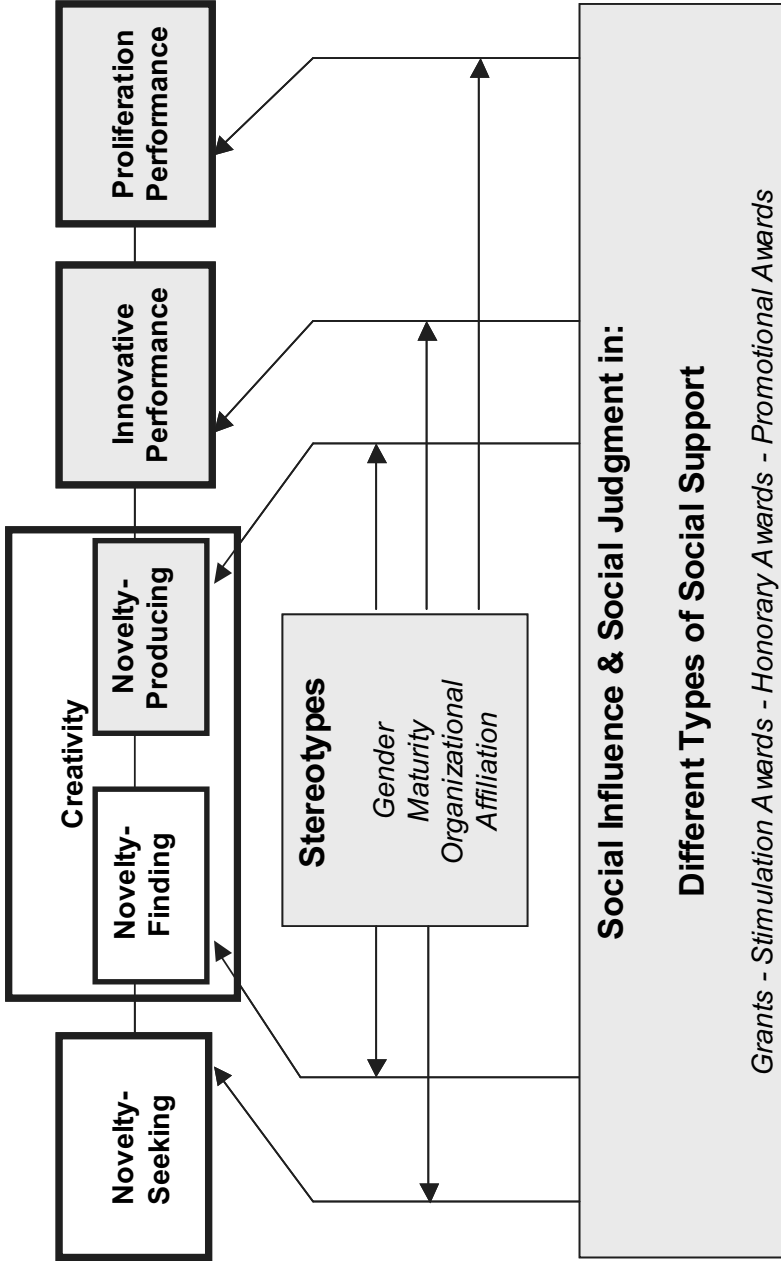 Novelty-
Seeking
Creativity
Novelty-
Finding
Novelty-
Producing
Innovative
Performance
Proliferation
Performance
Stereotypes
Gender
Maturity
Organizational
Affiliation
Social Influence & Social Judgment in:
Different Types of Social Support
Grants - Stimulation Awards - Honorary Awards - Promotional Awards